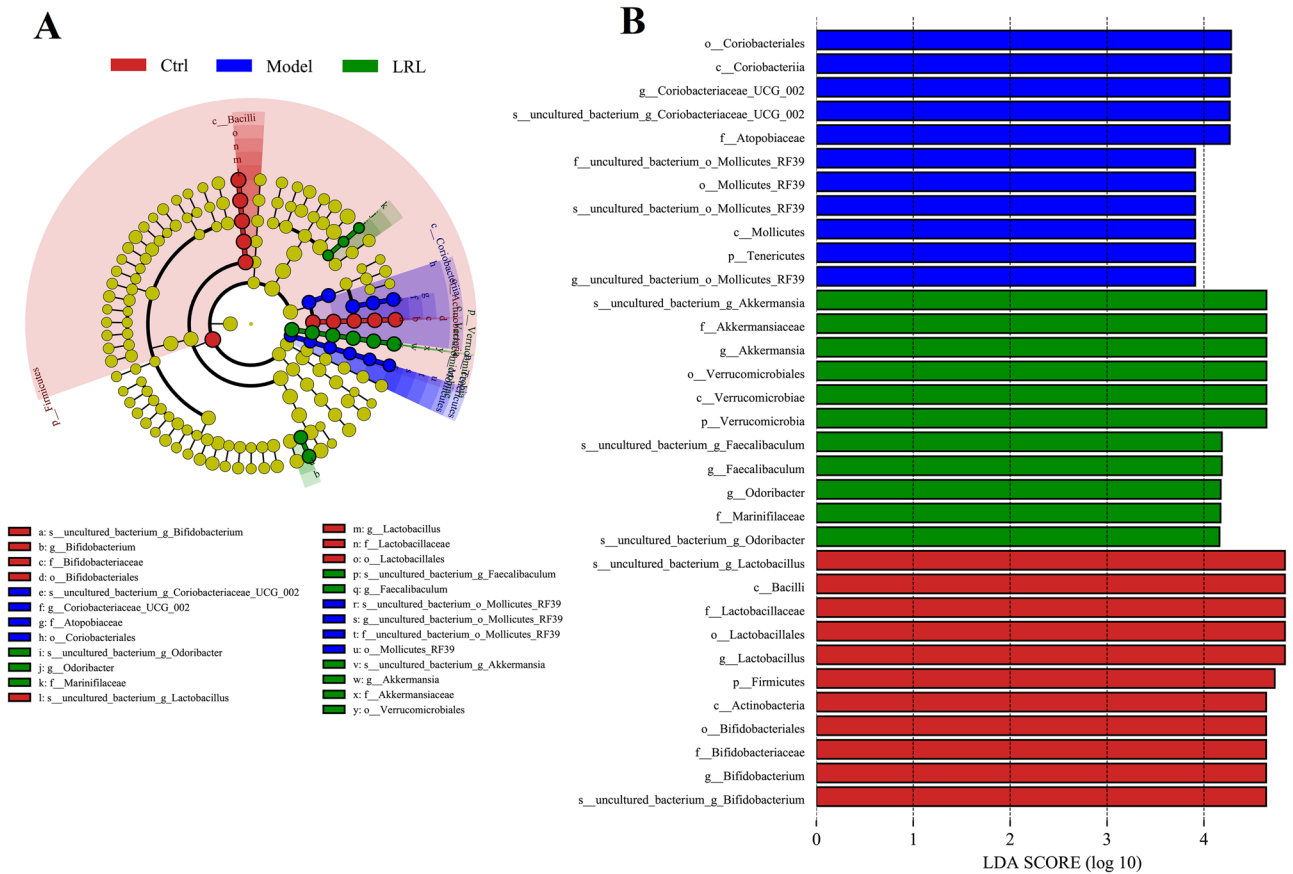 A
Ctrl
Model
LRL
c__Bacilli
o
n
m
k
c__Coriobacteriia
h
g
f
d
c
b
p__Firmicutes
u
q
a: s__uncultured_bacterium_g_Bifidobacterium
b: g__Bifidobacterium
c: f__Bifidobacteriaceae
d: o__Bifidobacteriales
e: s__uncultured_bacterium_g_Coriobacteriaceae_UCG_002
f: g__Coriobacteriaceae_UCG_002
g: f__Atopobiaceae
h: o__Coriobacteriales
i: s__uncultured_bacterium_g_Odoribacter
j: g__Odoribacter
k: f__Marinifilaceae
l: s__uncultured_bacterium_g_Lactobacillus
m: g__Lactobacillus
n: f__Lactobacillaceae
o: o__Lactobacillales
p: s__uncultured_bacterium_g_Faecalibaculum
q: g__Faecalibaculum
r: s__uncultured_bacterium_o_Mollicutes_RF39
s: g__uncultured_bacterium_o_Mollicutes_RF39
t: f__uncultured_bacterium_o_Mollicutes_RF39
u: o__Mollicutes_RF39
v: s__uncultured_bacterium_g_Akkermansia
w: g__Akkermansia
x: f__Akkermansiaceae
y: o__Verrucomicrobiales
B
o__Coriobacteriales
c__Coriobacteriia
g__Coriobacteriaceae_UCG_002
s__uncultured_bacterium_g_Coriobacteriaceae_UCG_002
f__Atopobiaceae
f__uncultured_bacterium_o_Mollicutes_RF39
o__Mollicutes_RF39
s__uncultured_bacterium_o_Mollicutes_RF39
c__Mollicutes
p__Tenericutes
g__uncultured_bacterium_o_Mollicutes_RF39
s__uncultured_bacterium_g_Akkermansia
f__Akkermansiaceae
g__Akkermansia
o__Verrucomicrobiales
c__Verrucomicrobiae
p__Verrucomicrobia
s__uncultured_bacterium_g_Faecalibaculum
g__Faecalibaculum
g__Odoribacter
f__Marinifilaceae
s__uncultured_bacterium_g_Odoribacter
s__uncultured_bacterium_g_Lactobacillus
c__Bacilli
f__Lactobacillaceae
o__Lactobacillales
g__Lactobacillus
p__Firmicutes
c__Actinobacteria
o__Bifidobacteriales
f__Bifidobacteriaceae
g__Bifidobacterium
s__uncultured_bacterium_g_Bifidobacterium
0 1 2 3 4
LDA SCORE (log 10)